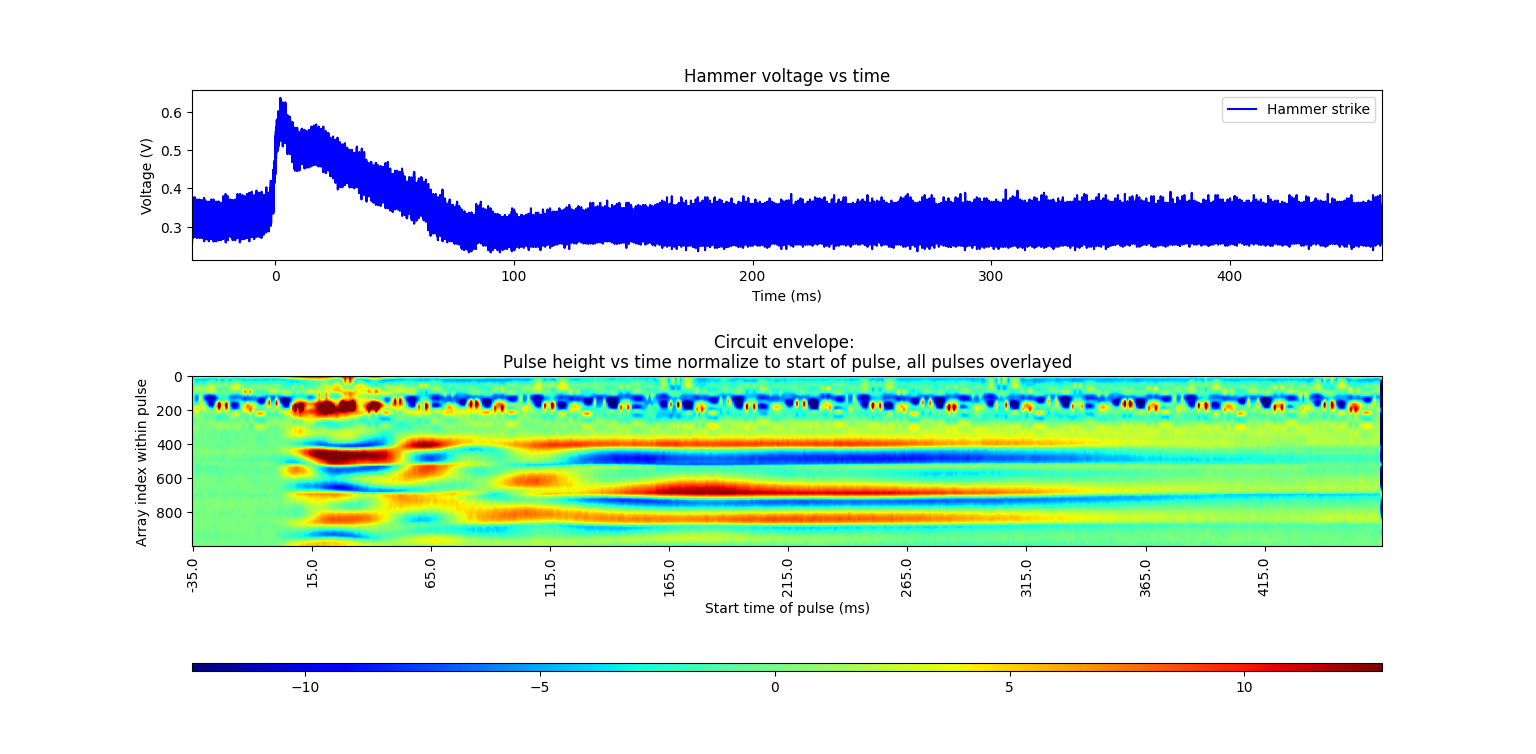 Hammer voltage vs time
Hammer strike
0.6
0.5
0.4
0.3
Voltage (V)
0 100 200 300 400
Time (ms)
Circuit envelope:
Pulse height vs time normalize to start of pulse, all pulses overlayed
0
200
400
600
800
Array index within pulse
-35.0 15.0 65.0 115.0 165.0 215.0 265.0 315.0 365.0 415.0
Start time of pulse (ms)
−10 −5 0 5 10